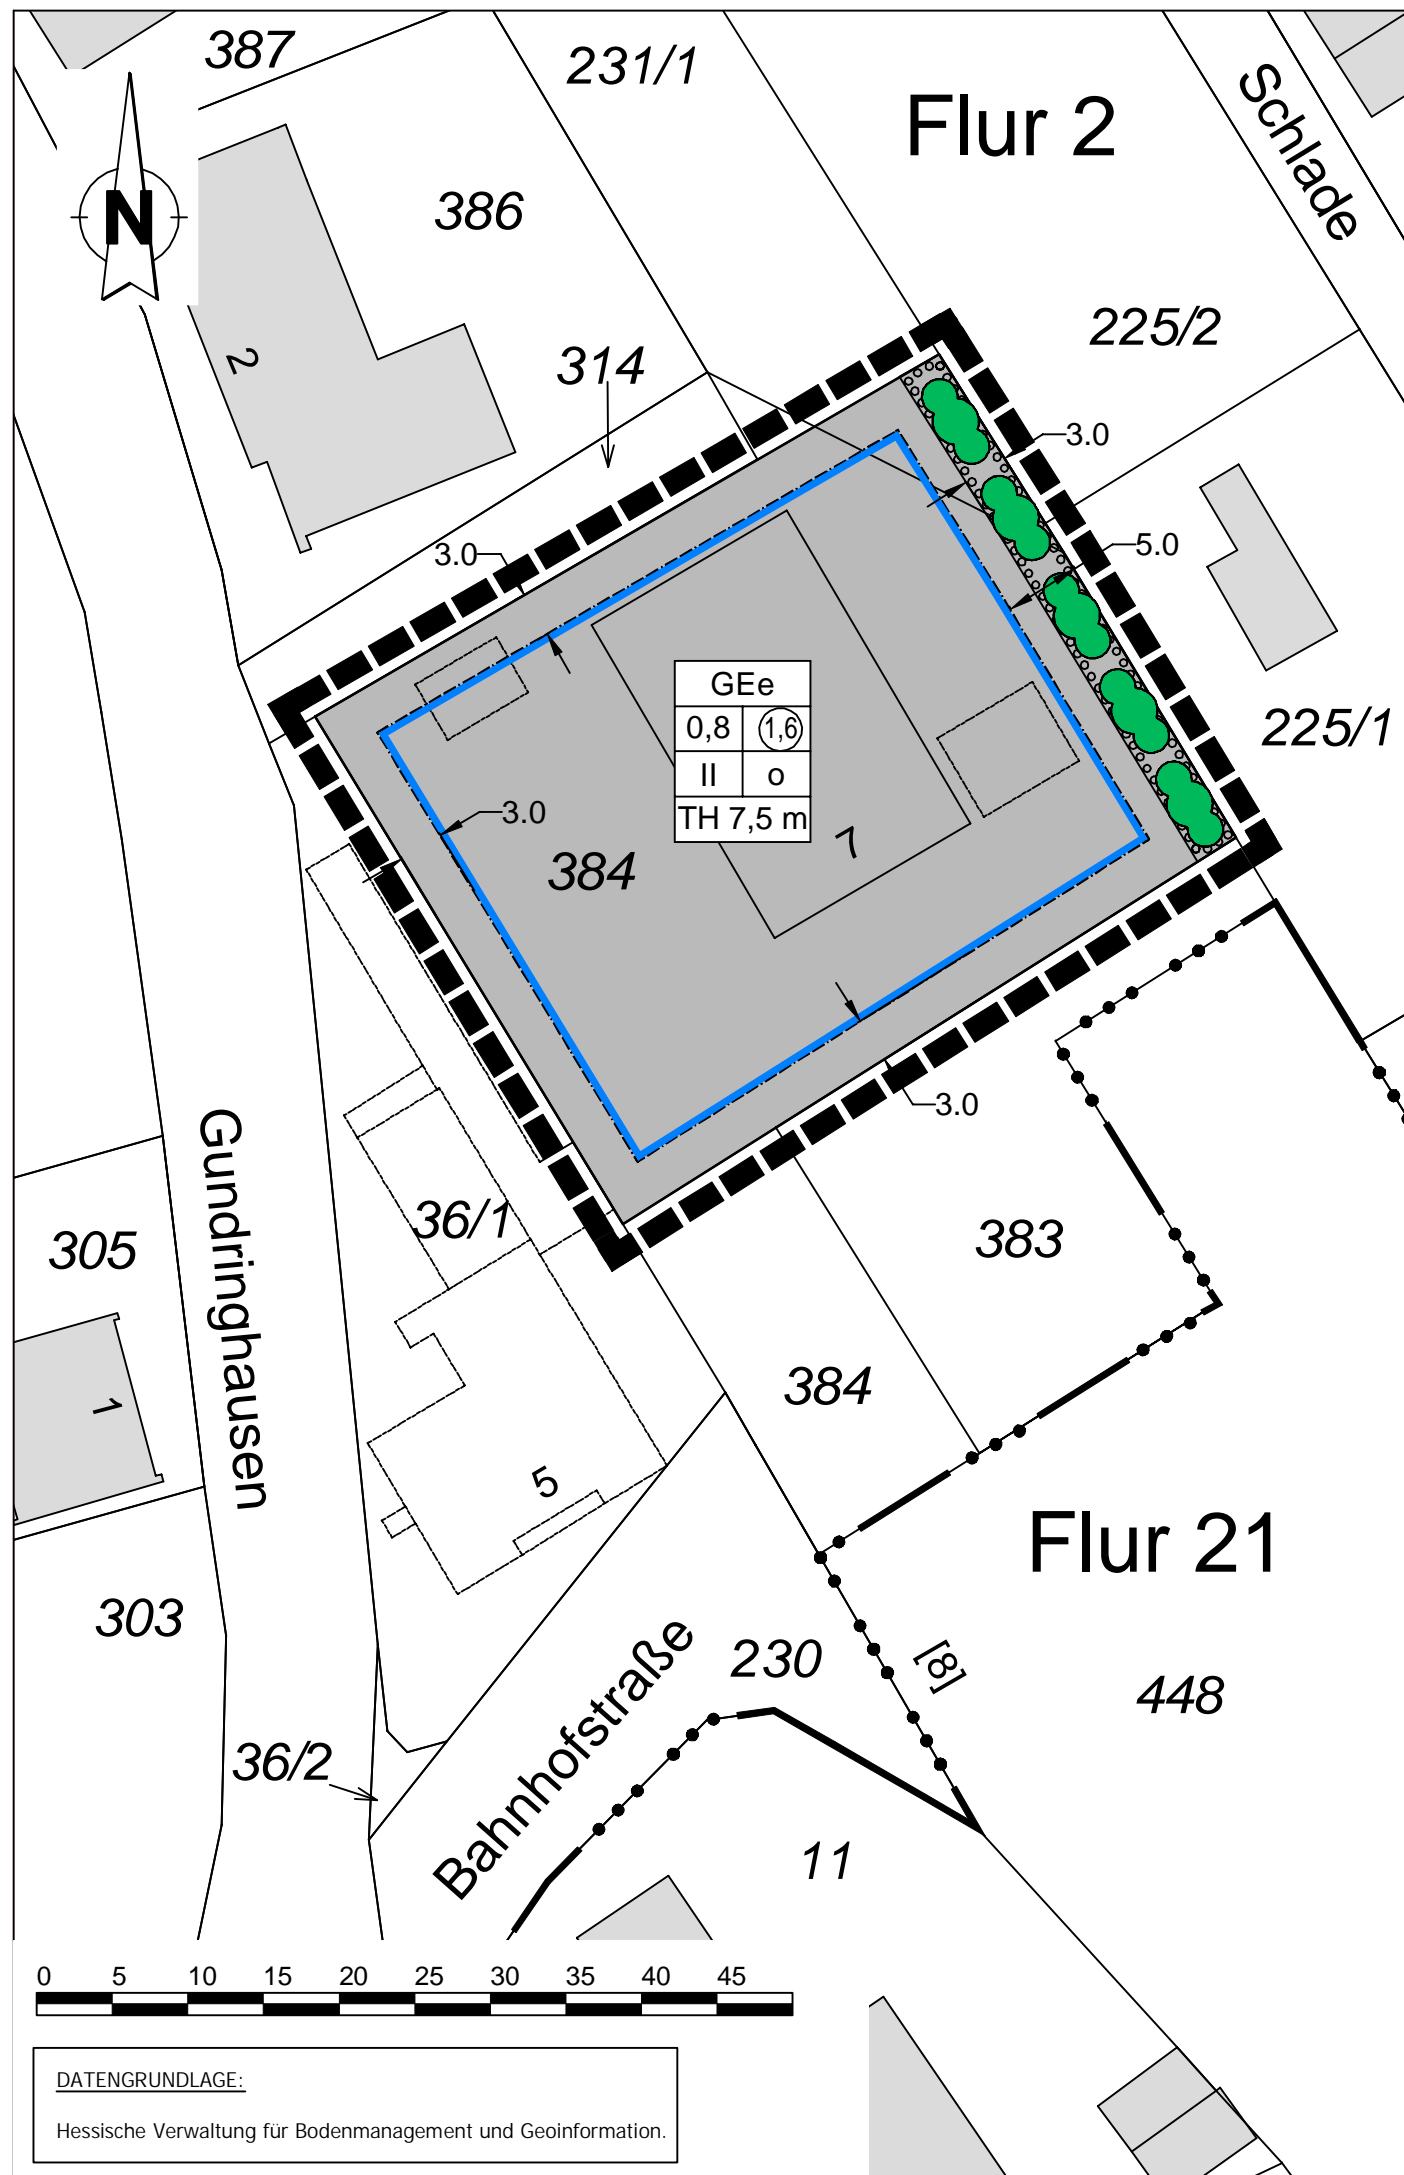 387
231/1
Flur 2
Schlade
N
386
2
314
225/2
3.0
3.0
5.0
GEe
0,8 1,6
II o
TH 7,5 m
225/1
3.0
384
7
3.0
Gundringhausen
36/1
305
383
1
384
5
Flur 21
303
230
[8]
448
Bahnhofstraße
36/2
11
0 5 10 15 20 25 30 35 40 45
DATENGRUNDLAGE:
Hessische Verwaltung für Bodenmanagement und Geoinformation.